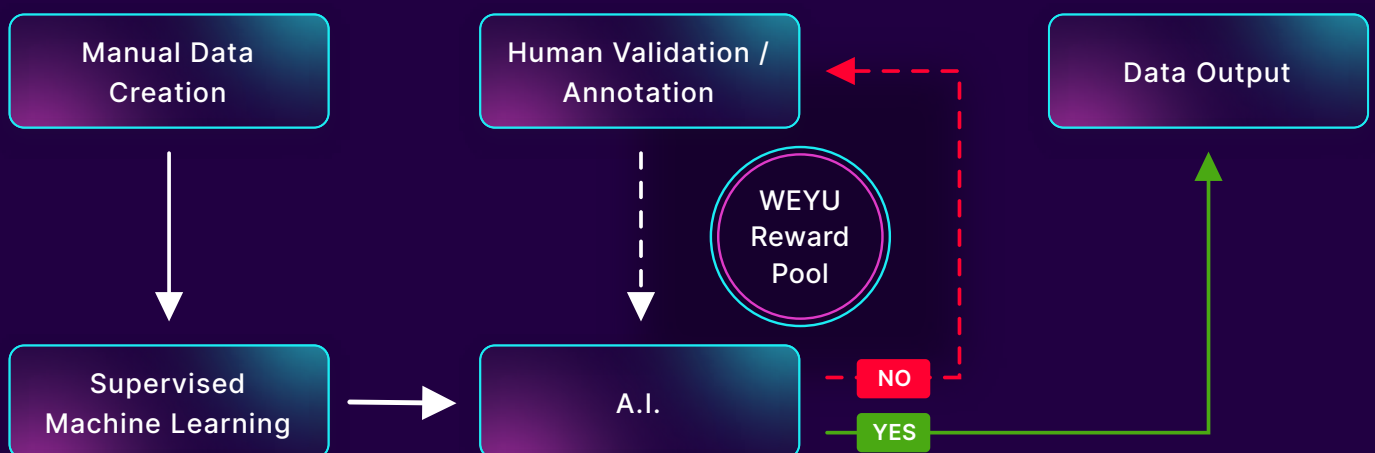 Manual Data
Creation
Human Validation /
Annotation
Data Output
WEYU
Reward
Pool
Supervised
Machine Learning
A.I.
NO
YES